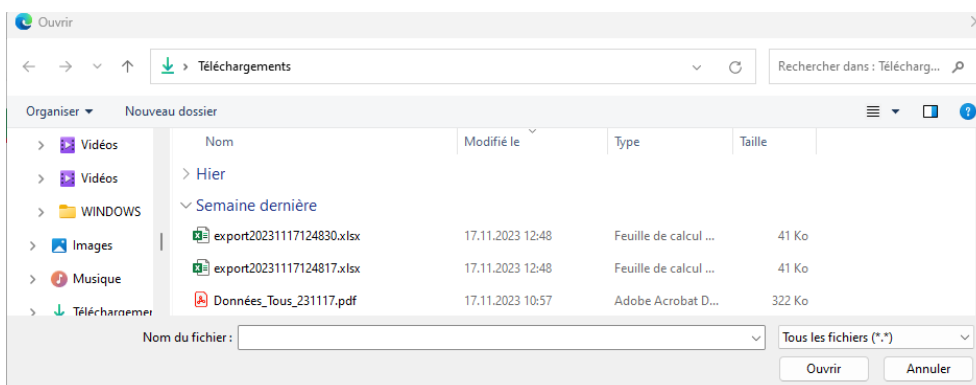 Ouvrir
Téléchargements
Rechercher dans : Télécharg...
Organiser
Nouveau dossier
Nom
Modifié le
Type
Taille
Vidéos
Vidéos
WINDOWS
Images
Musique
Hier
Semaine dernière
export20231117124830.xlsx 17.11.2023 12:48 Feuille de calcul ... 41 Ko
export20231117124817.xlsx 17.11.2023 12:48 Feuille de calcul ... 41 Ko
Données_Tous_231117.pdf 17.11.2023 10:57 Adobe Acrobat D... 322 Ko
Nom du fichier :
Tous les fichiers (*.*)
Ouvrir
Annuler